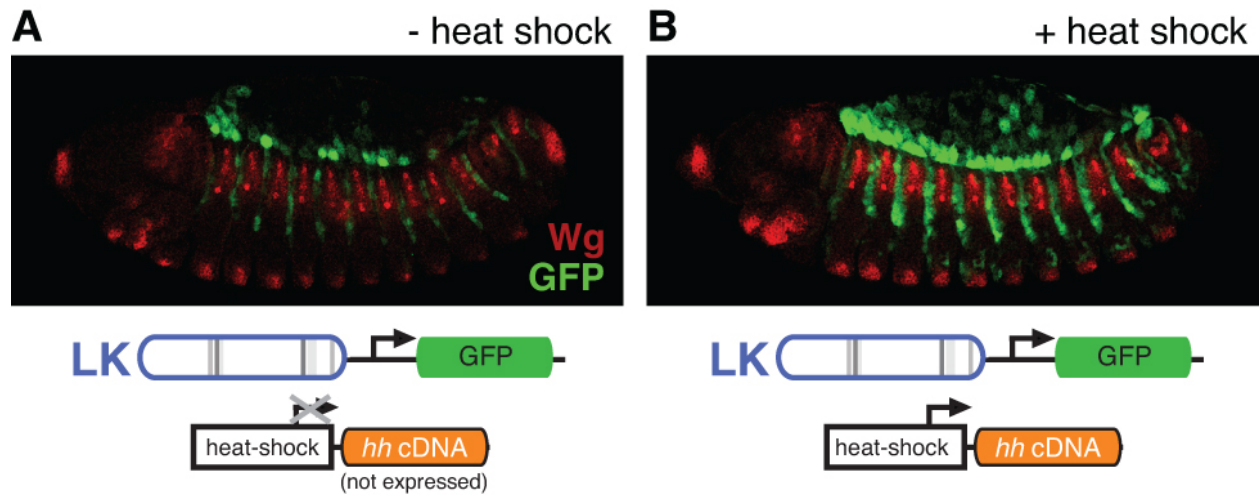 A - heat shock
B + heat shock
Wg
GFP
LK GFP
LK GFP
heat-shock hh cDNA
(not expressed)
heat-shock hh cDNA